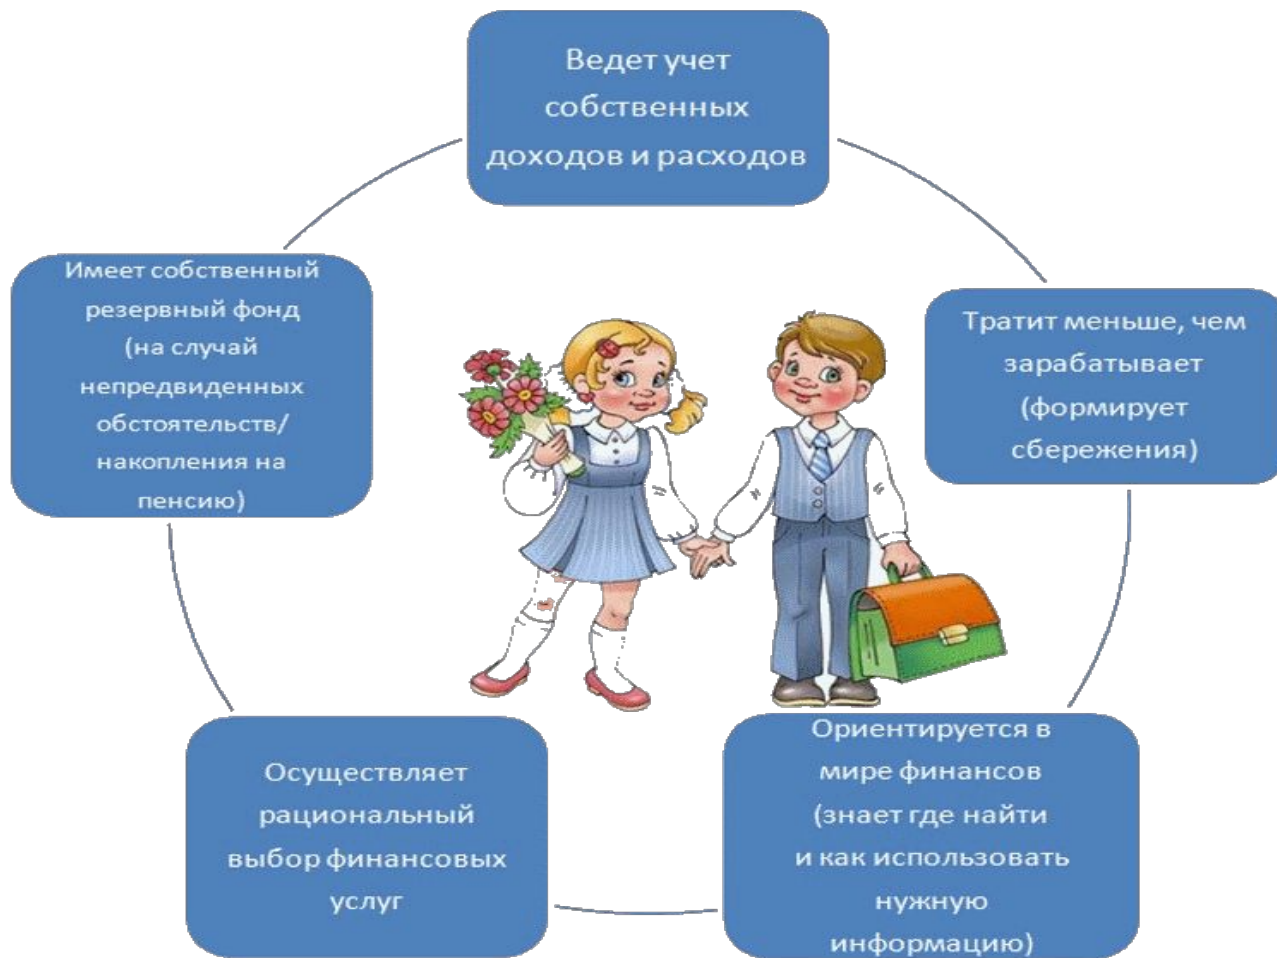 Ведет учет
собственных
доходов и расходов
Тратит меньше, чем
зарабатывает
(формирует
сбережения)
Ориентируется в
мире финансов
(знает где найти
и как использовать
нужную
информацию)
Осуществляет
рациональный
выбор финансовых
услуг
Имеет собственный
резервный фонд
(на случай
непредвиденных
обстоятельств/
накопления на
пенсию)